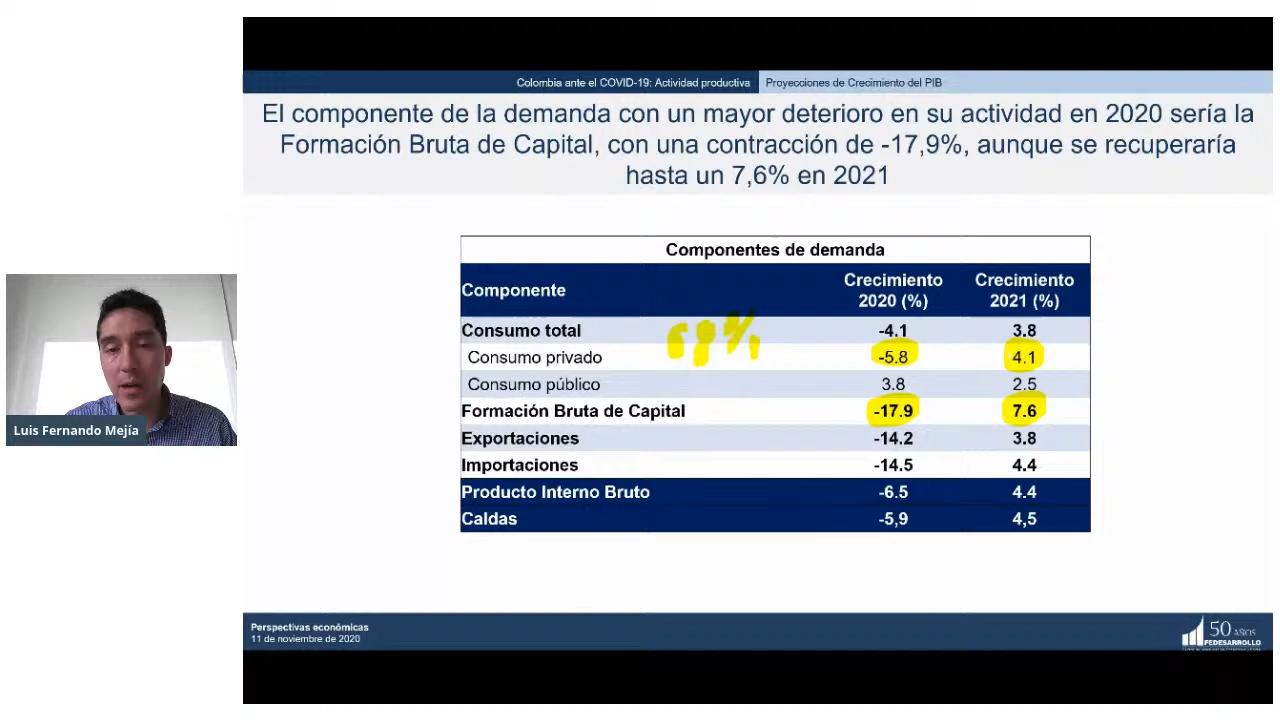 Colombia ante el COVID-19: Actividad productiva Proyecciones de Crecimiento del PIB
El componente de la demanda con un mayor deterioro en su actividad en 2020 sería la
Formación Bruta de Capital, con una contracción de -17,9%, aunque se recuperaría
hasta un 7,6% en 2021
Componentes de demanda
Componente Crecimiento 2020 (%) Crecimiento 2021 (%)
Consumo total -4.1 3.8
Consumo privado -5.8 4.1
Consumo público 3.8 2.5
Formación Bruta de Capital -17.9 7.6
Exportaciones -14.2 3.8
Importaciones -14.5 4.4
Producto Interno Bruto -6.5 4.4
Caldas -5,9 4,5
Luis Fernando Mejía
Perspectivas económicas
11 de noviembre de 2020
50 AÑOS
FEDESARROLLO